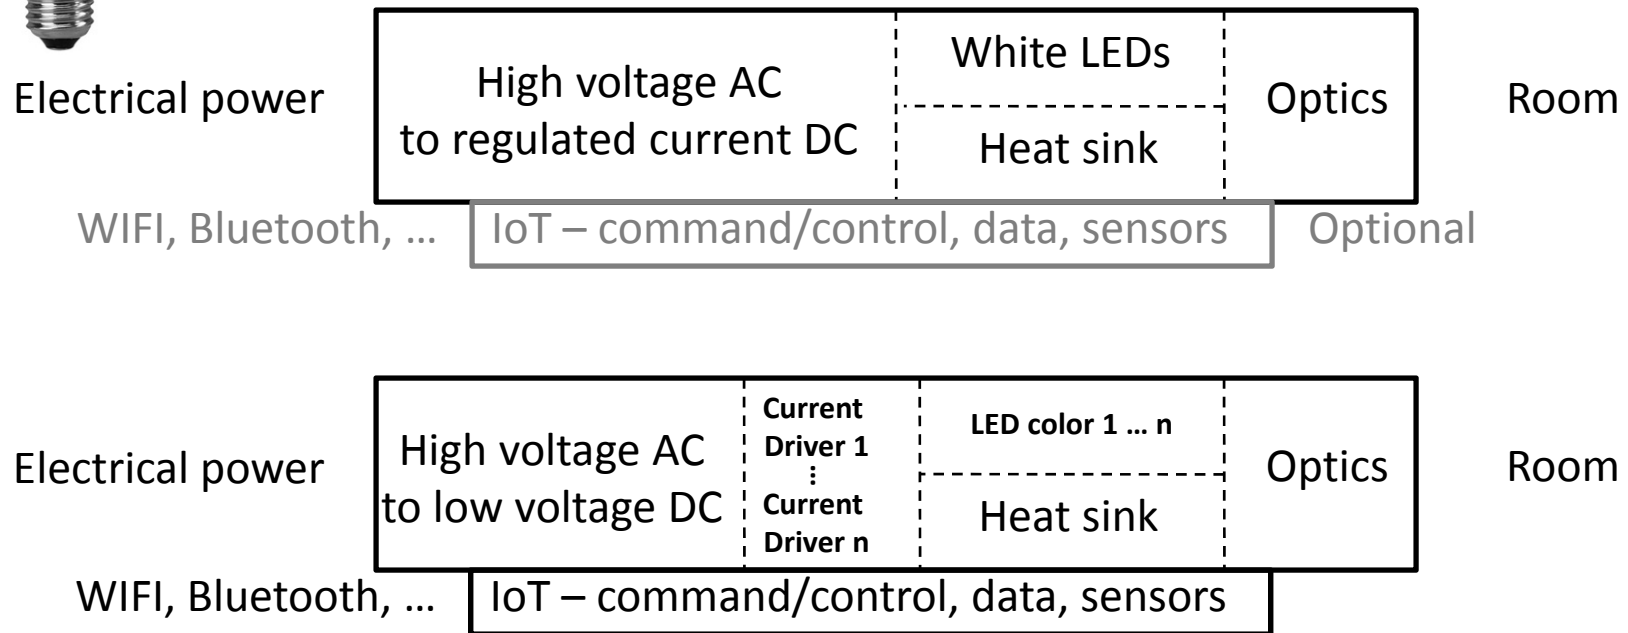 Electrical power
High voltage AC
to regulated current DC
White LEDs
Heat sink
Optics
Room
WIFI, Bluetooth, ...
IoT – command/control, data, sensors
Optional
Electrical power
High voltage AC
to low voltage DC
Current
Driver 1
⋮
Current
Driver n
LED color 1 ... n
Heat sink
Optics
Room
WIFI, Bluetooth, ...
IoT – command/control, data, sensors